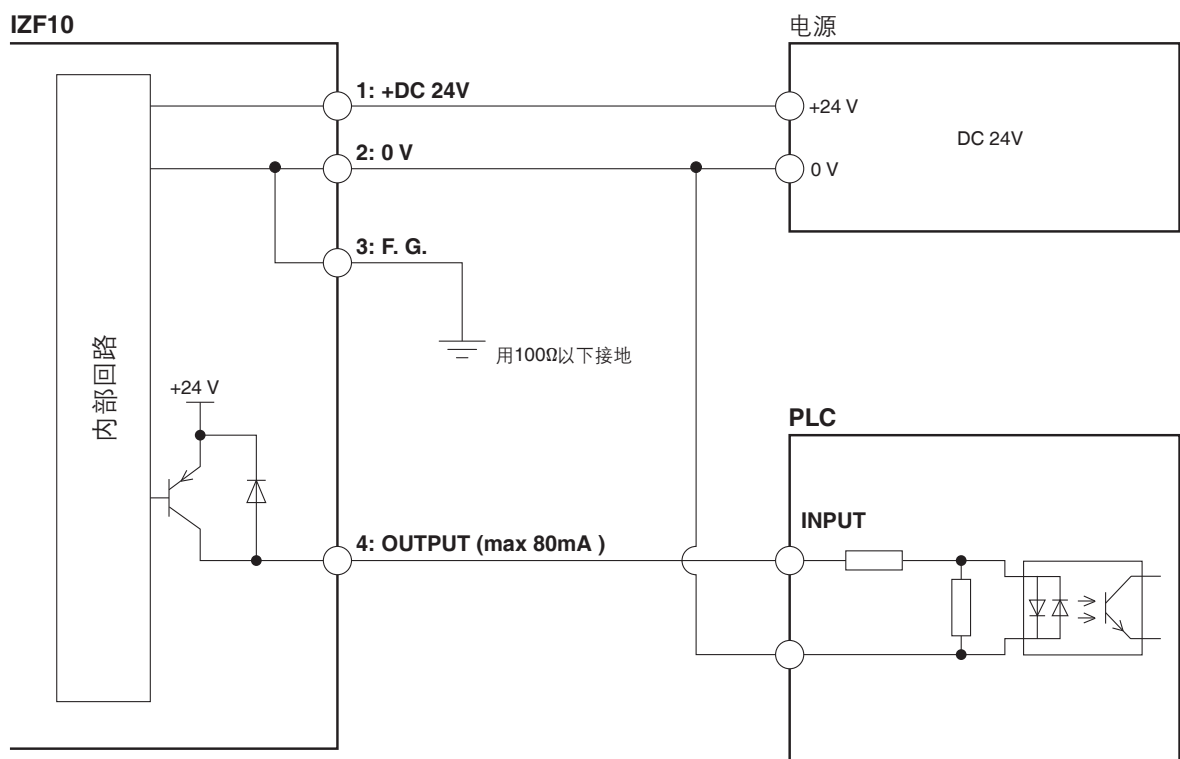 IZF10
电源
1: +DC 24V
+24 V
DC 24V
2: 0 V
0 V
3: F. G.
用100Ω以下接地
内部回路
+24 V
PLC
INPUT
4: OUTPUT (max 80mA )